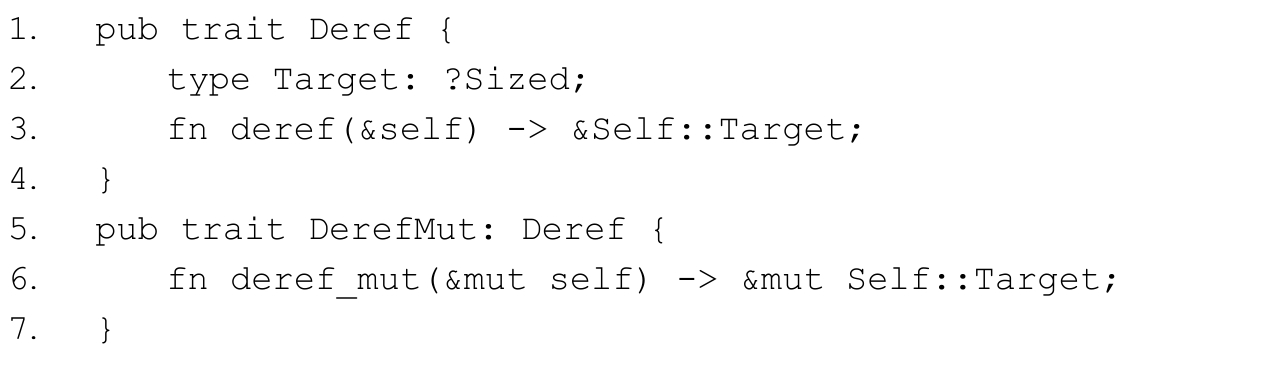 1.  pub trait Deref {
2.      type Target: ?Sized;
3.      fn deref(&self) -> &Self::Target;
4.  }
5.  pub trait DerefMut: Deref {
6.      fn deref_mut(&mut self) -> &mut Self::Target;
7.  }